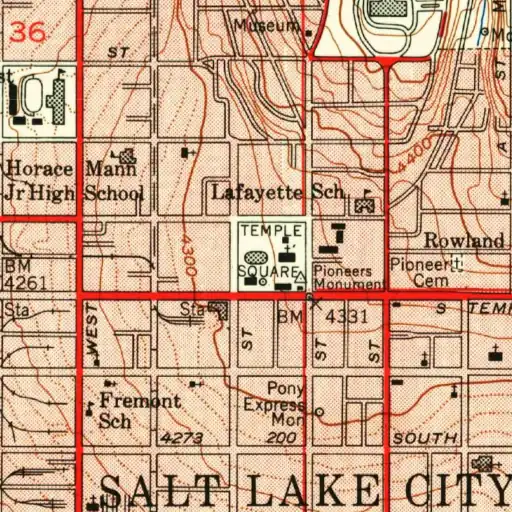 Museum
36
ST
ST
A
4400
Horace Mann
Jr High School
Lafayette Sch
TEMPLE
SQUARE
4300
Rowland
BM
4261
Pioneers
Monument
Pioneer
Cem
Sta
Sta
BM
4331
S TEMP
WEST
ST
ST
ST
Fremont
Sch
Pony
Express
Mon
4273
200
SOUTH
SALT LAKE CITY